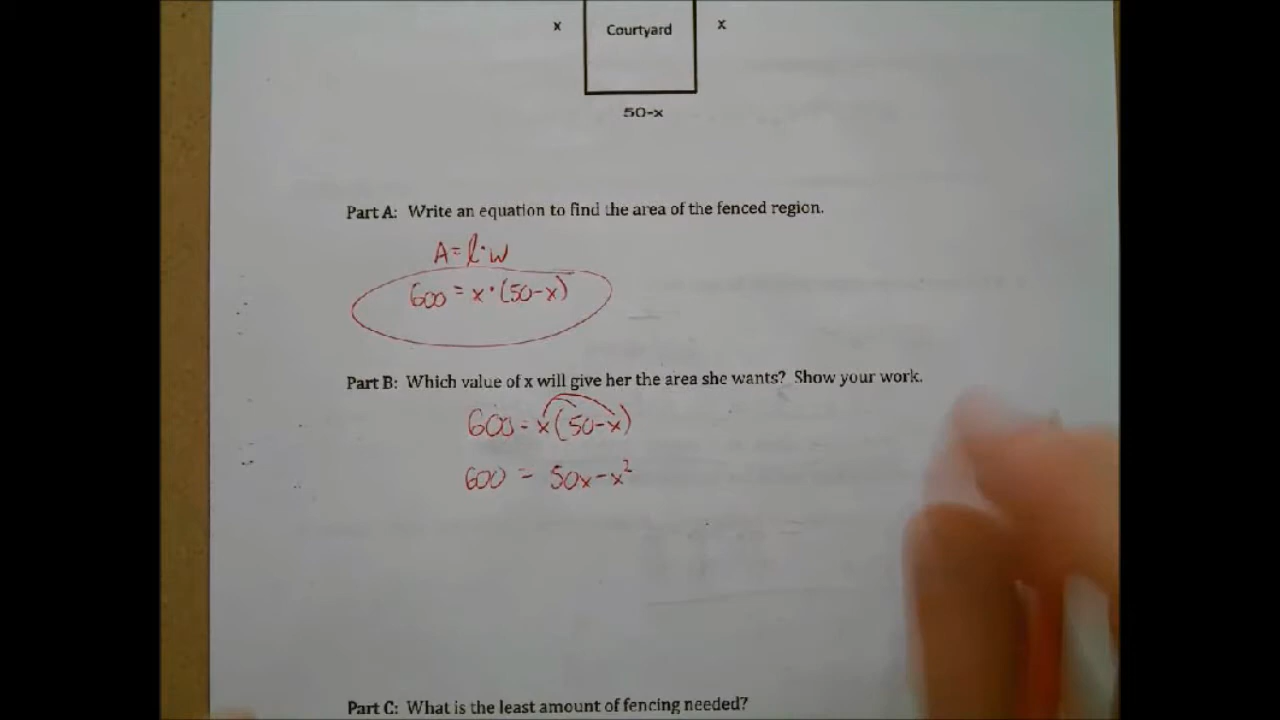 x Courtyard x
50-x
Part A: Write an equation to find the area of the fenced region.
A=l·w
600=x·(50-x)
Part B: Which value of x will give her the area she wants? Show your work.
600=x(50-x)
600 = 50x-x²
Part C: What is the least amount of fencing needed?